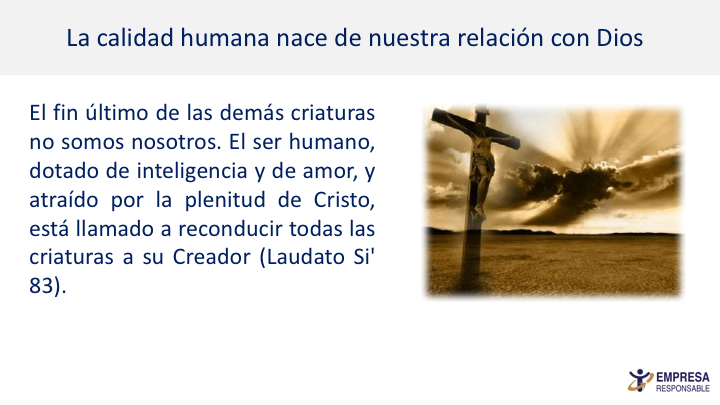 La calidad humana nace de nuestra relación con Dios
El fin último de las demás criaturas
no somos nosotros. El ser humano,
dotado de inteligencia y de amor, y
atraído por la plenitud de Cristo,
está llamado a reconducir todas las
criaturas a su Creador (Laudato Si'
83).
EMPRESA
RESPONSABLE